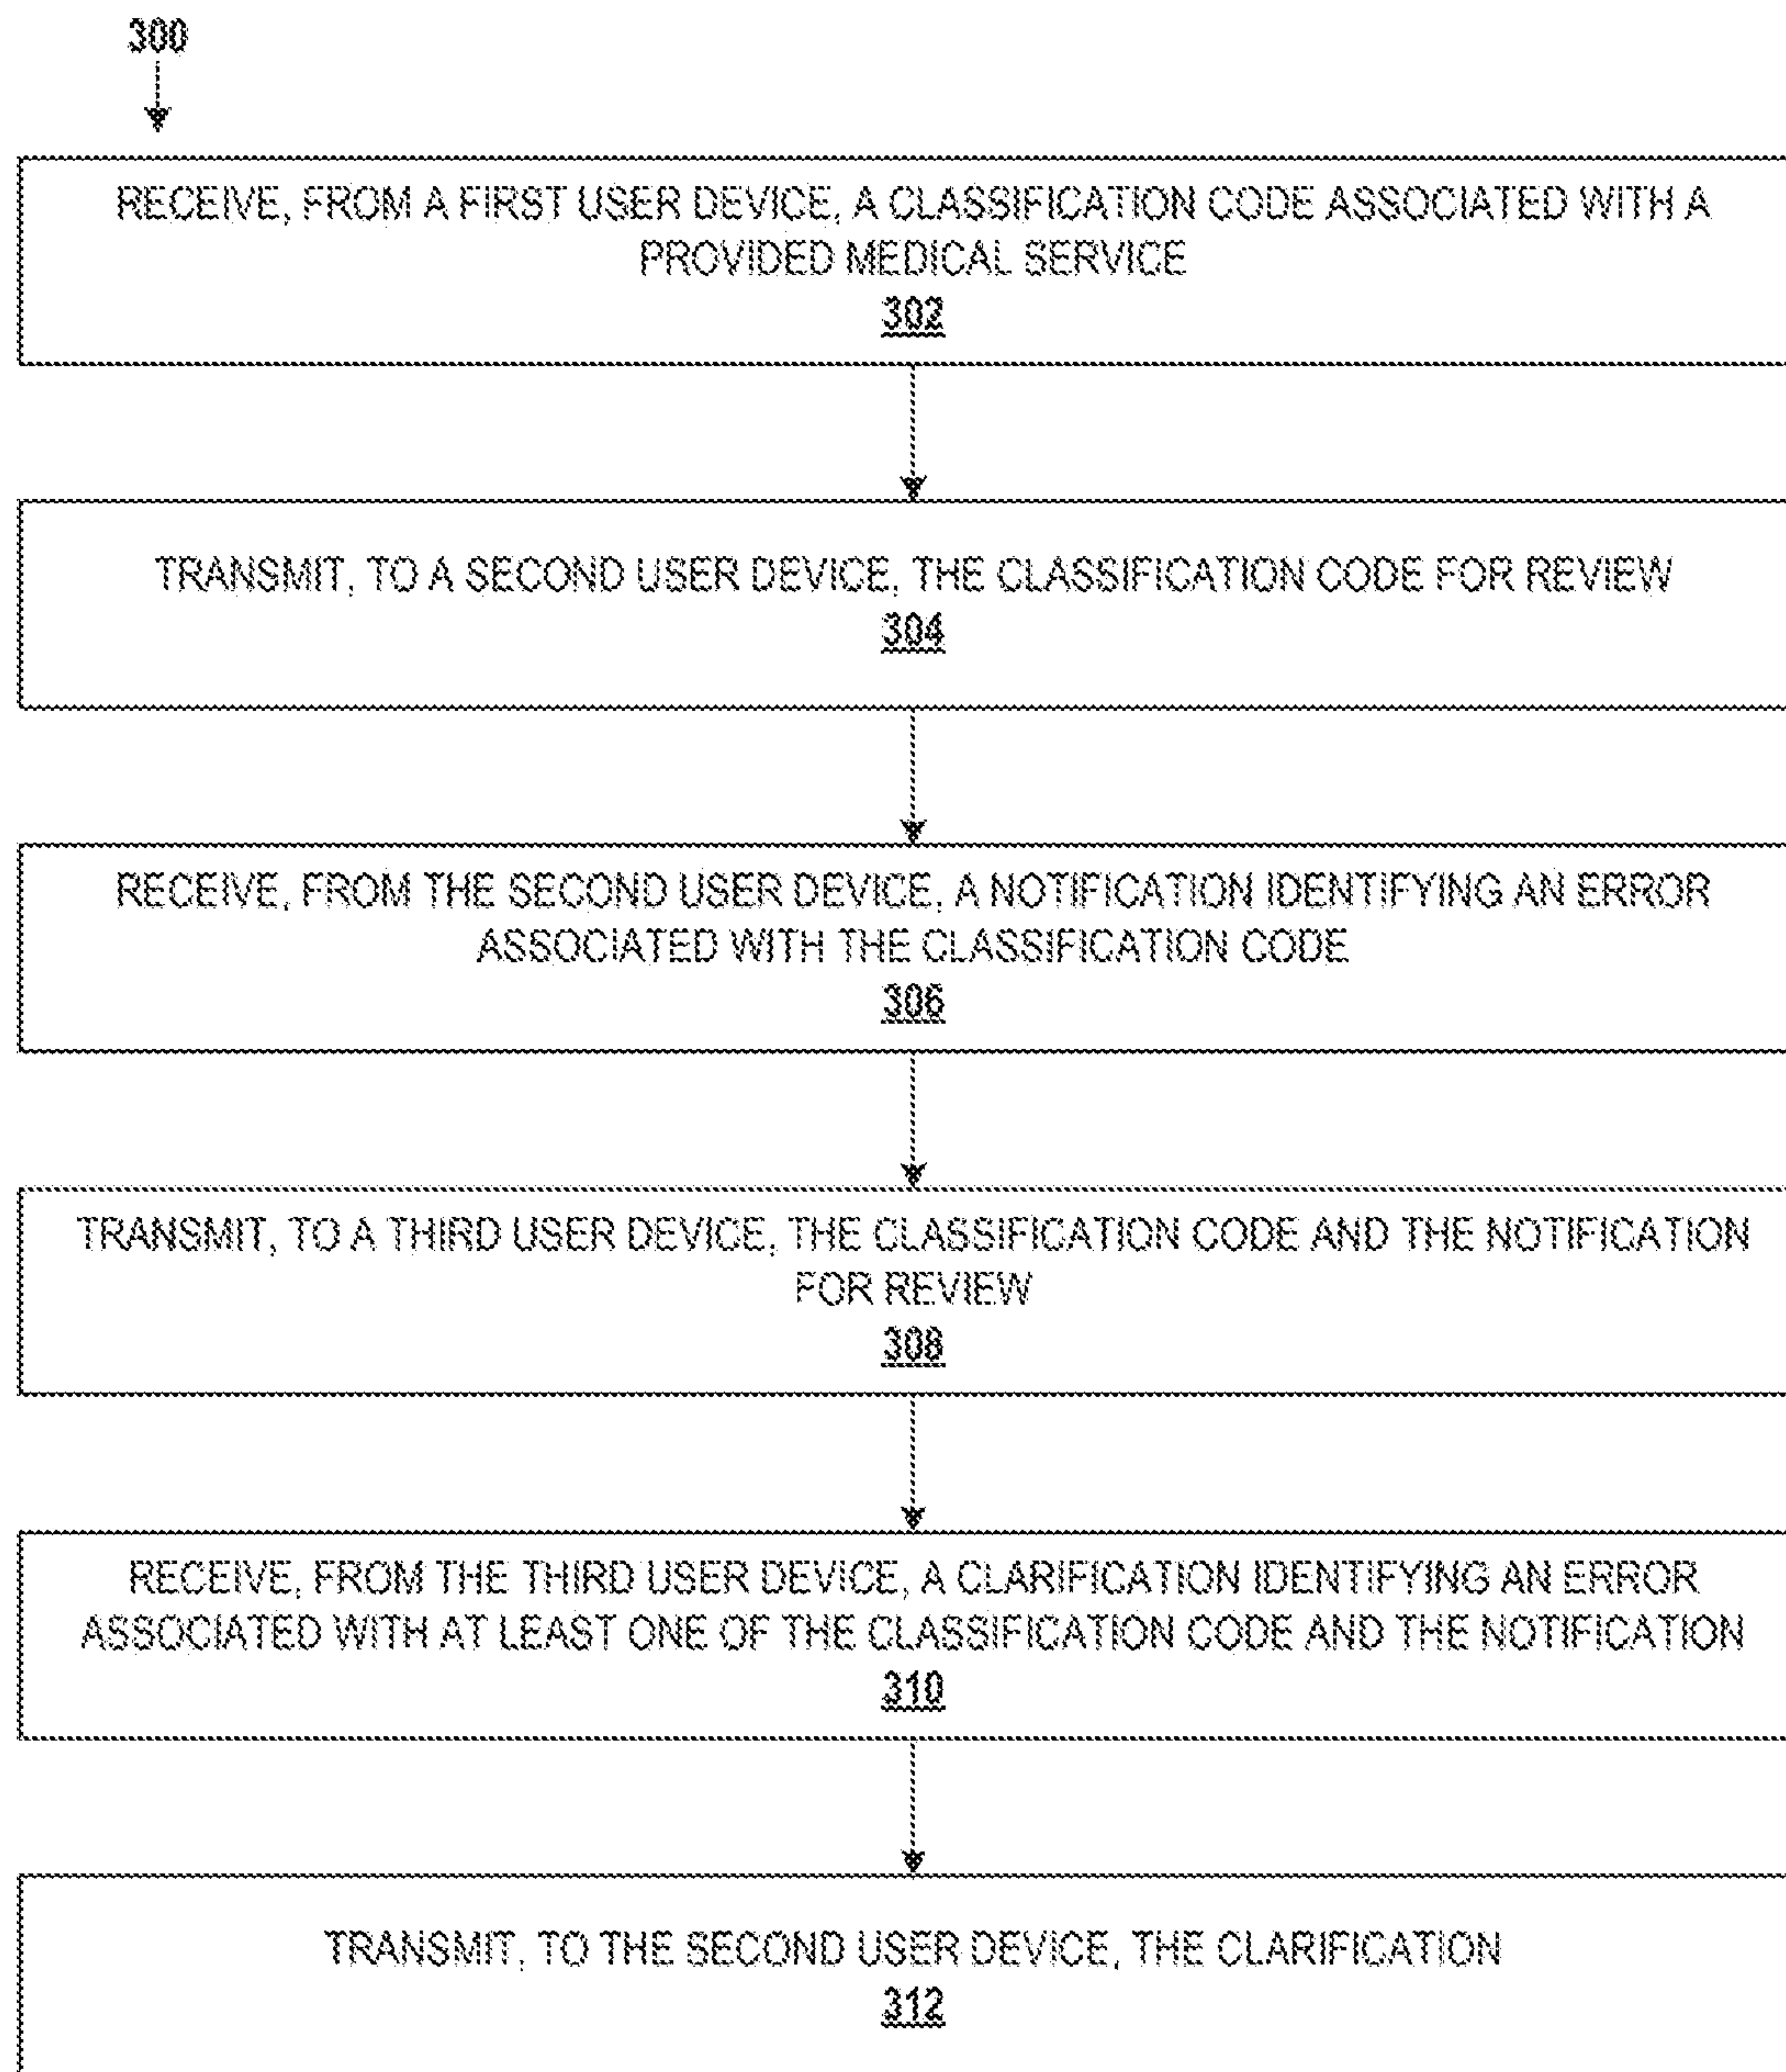 300
RECEIVE, FROM A FIRST USER DEVICE, A CLASSIFICATION CODE ASSOCIATED WITH A
PROVIDED MEDICAL SERVICE
302
TRANSMIT, TO A SECOND USER DEVICE, THE CLASSIFICATION CODE FOR REVIEW
304
RECEIVE, FROM THE SECOND USER DEVICE, A NOTIFICATION IDENTIFYING AN ERROR
ASSOCIATED WITH THE CLASSIFICATION CODE
306
TRANSMIT, TO A THIRD USER DEVICE, THE CLASSIFICATION CODE AND THE NOTIFICATION
FOR REVIEW
308
RECEIVE, FROM THE THIRD USER DEVICE, A CLARIFICATION IDENTIFYING AN ERROR
ASSOCIATED WITH AT LEAST ONE OF THE CLASSIFICATION CODE AND THE NOTIFICATION
310
TRANSMIT, TO THE SECOND USER DEVICE, THE CLARIFICATION
312